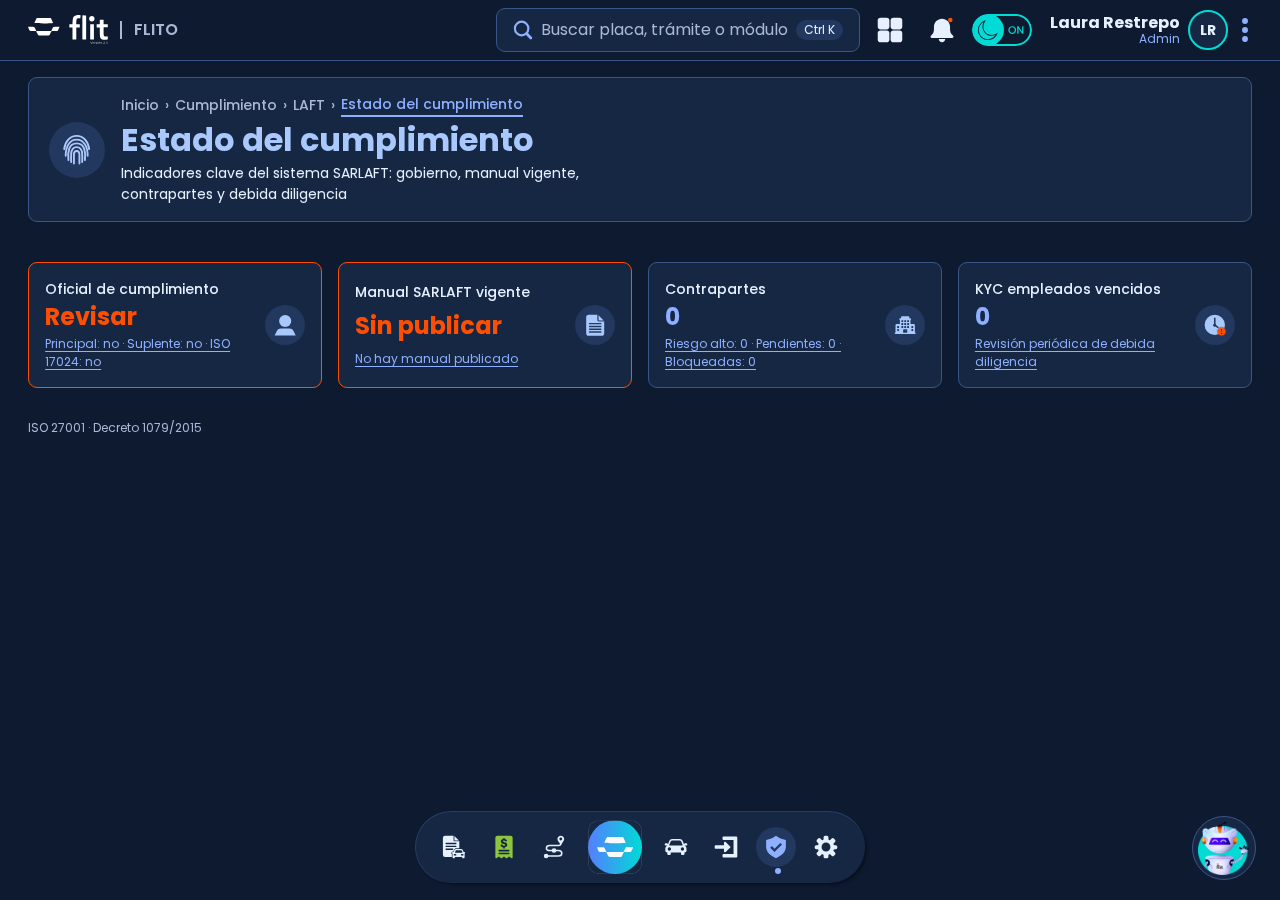 flit | FLITO
Buscar placa, trámite o módulo Ctrl K
ON
Laura Restrepo
Admin
LR
Inicio › Cumplimiento › LAFT › Estado del cumplimiento
Estado del cumplimiento
Indicadores clave del sistema SARLAFT: gobierno, manual vigente,
contrapartes y debida diligencia
Oficial de cumplimiento
Revisar
Principal: no · Suplente: no · ISO
17024: no
Manual SARLAFT vigente
Sin publicar
No hay manual publicado
Contrapartes
0
Riesgo alto: 0 · Pendientes: 0 ·
Bloqueadas: 0
KYC empleados vencidos
0
Revisión periódica de debida
diligencia
ISO 27001 · Decreto 1079/2015